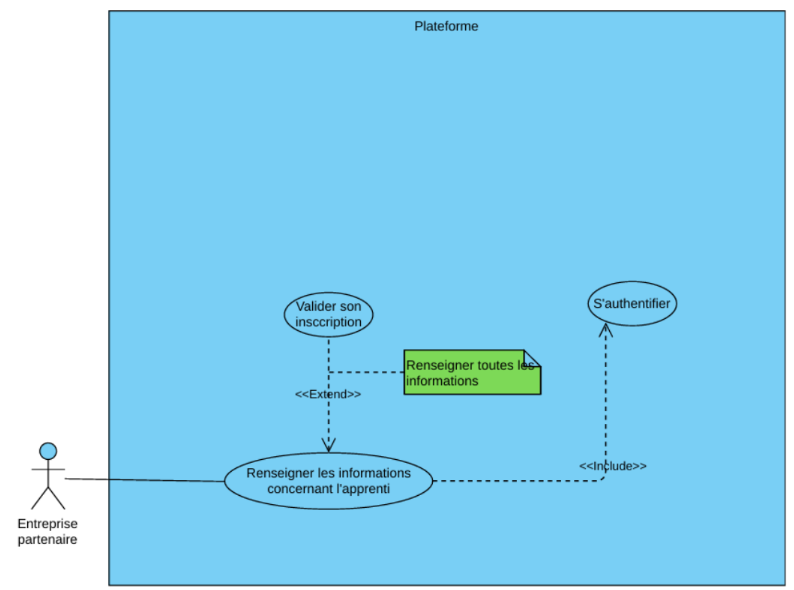 Plateforme
Valider son
insccription
S'authentifier
Renseigner toutes les
informations
<<Extend>>
Renseigner les informations
concernant l'apprenti
<<Include>>
Entreprise
partenaire